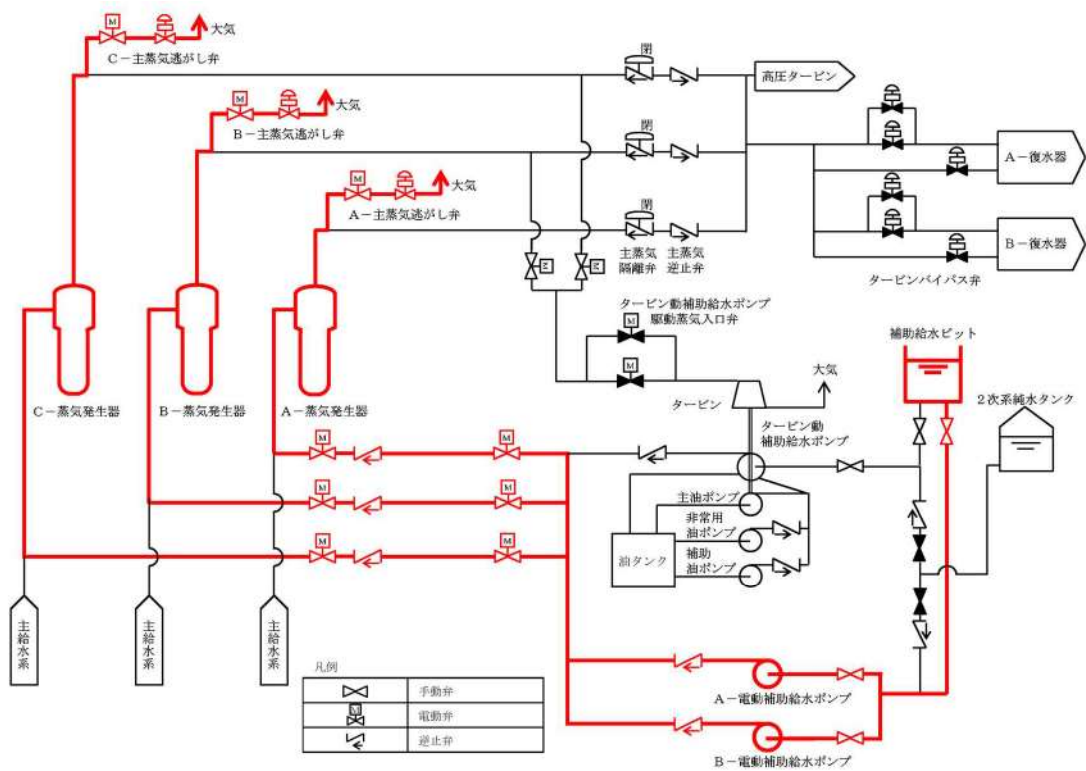 M
大気
C－主蒸気逃がし弁
M
大気
B－主蒸気逃がし弁
M
大気
A－主蒸気逃がし弁
閉
高圧タービン
閉
閉
主蒸気
隔離弁
主蒸気
逆止弁
A－復水器
B－復水器
タービンバイパス弁
M
M
タービン動補助給水ポンプ
駆動蒸気入口弁
M
M
タービン
大気
補助給水ピット
2次系純水タンク
C－蒸気発生器
B－蒸気発生器
A－蒸気発生器
タービン動
補助給水ポンプ
M
M
M
M
M
M
主油ポンプ
非常用
油ポンプ
補助
油ポンプ
油タンク
主給水系
主給水系
主給水系
A－電動補助給水ポンプ
B－電動補助給水ポンプ
凡例
手動弁
M
電動弁
逆止弁